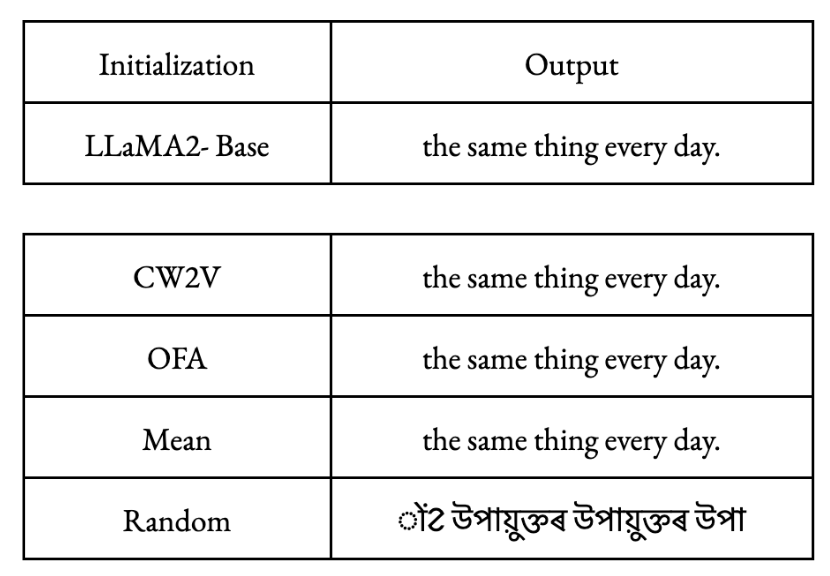 Initialization Output
LLaMA2- Base the same thing every day.
CW2V the same thing every day.
OFA the same thing every day.
Mean the same thing every day.
Random উপায়ুক্তৰ উপায়ুক্তৰ উপা